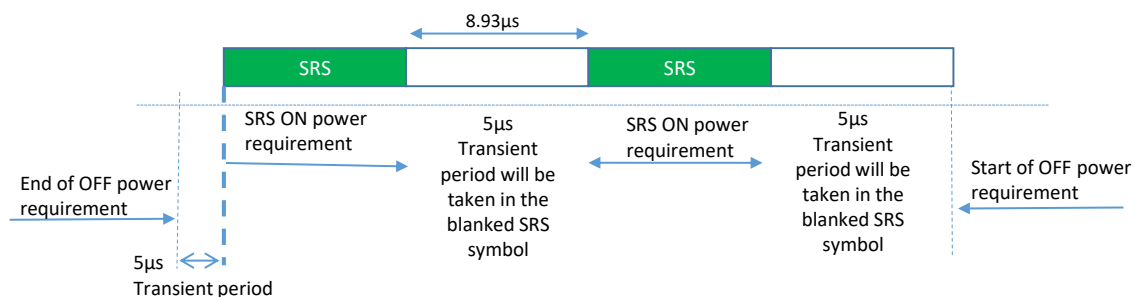 8.93µs
SRS
SRS
SRS ON power
requirement
5µs
Transient
period will be
taken in the
blanked SRS
symbol
SRS ON power
requirement
5µs
Transient
period will be
taken in the
blanked SRS
symbol
End of OFF power
requirement
Start of OFF power
requirement
5µs
Transient period